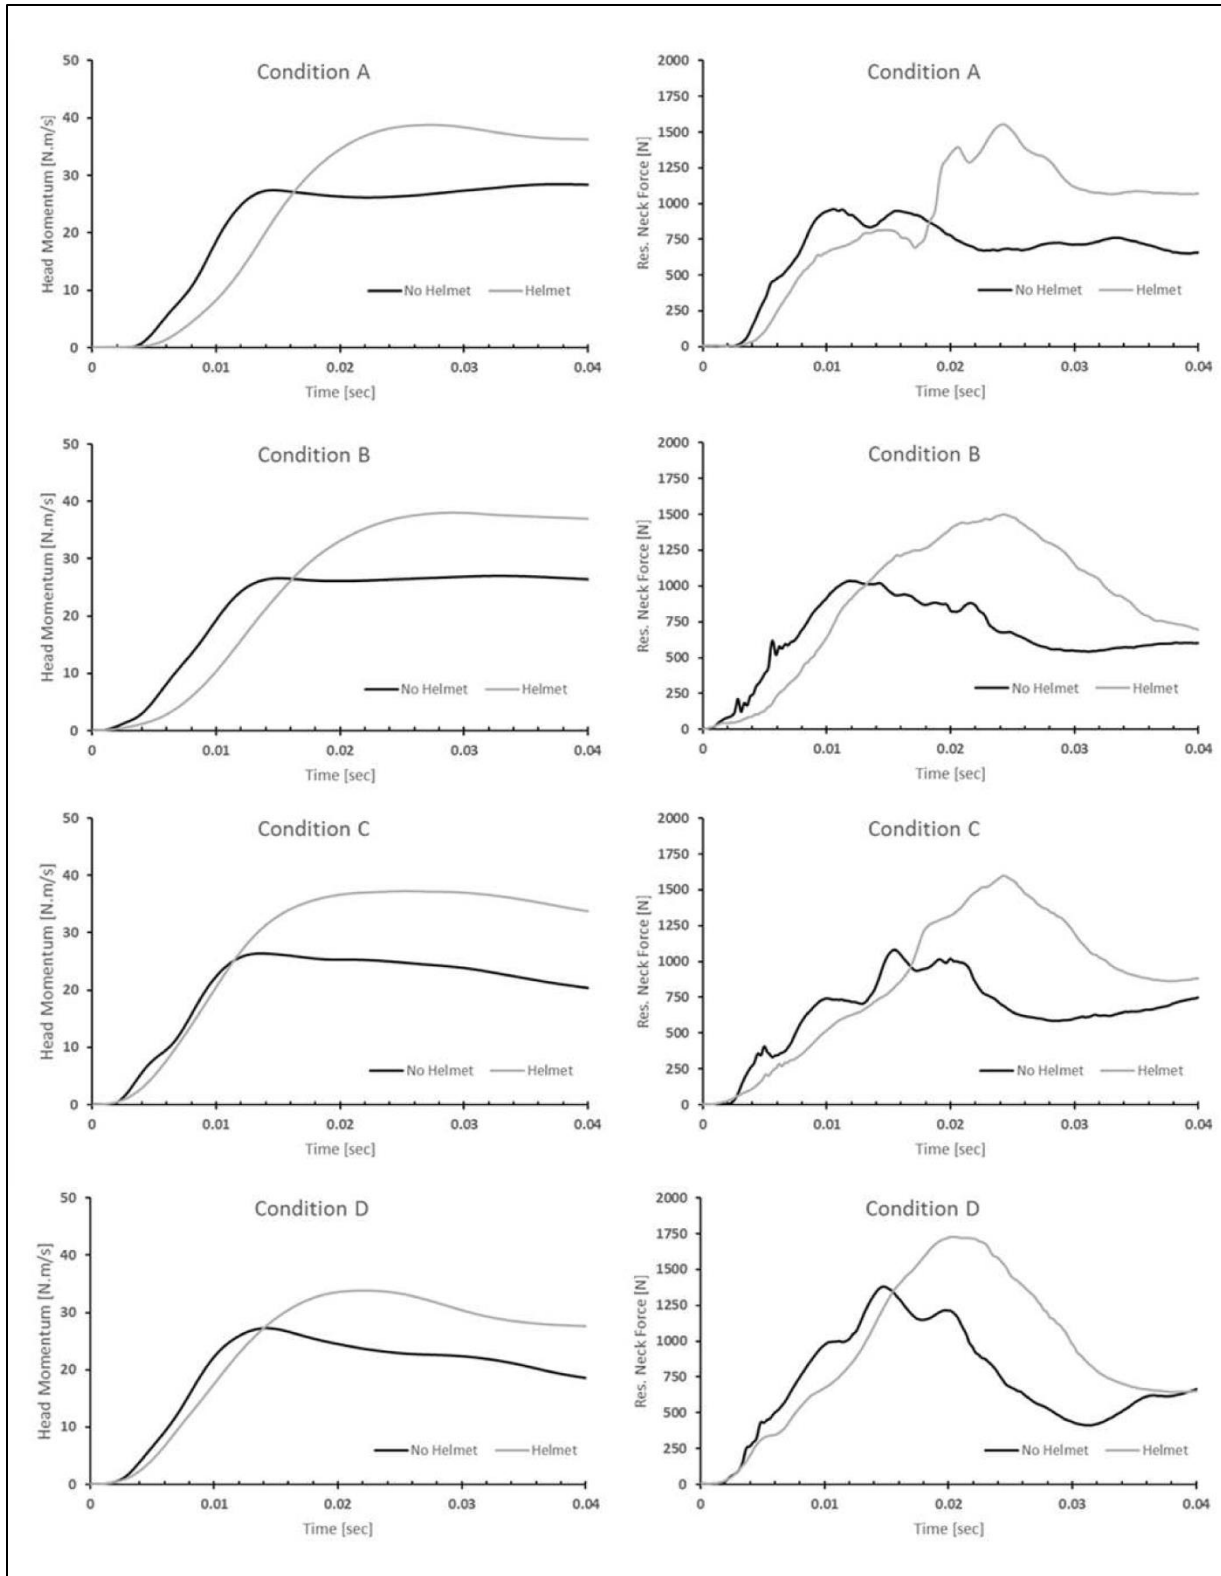 Condition A
Head Momentum [N.m/s]
50
40
30
20
10
0
No Helmet
Helmet
0 0.01 0.02 0.03 0.04
Time [sec]
Condition A
Res. Neck Force [N]
2000
1750
1500
1250
1000
750
500
250
0
No Helmet
Helmet
0 0.01 0.02 0.03 0.04
Time [sec]
Condition B
Head Momentum [N.m/s]
50
40
30
20
10
0
No Helmet
Helmet
0 0.01 0.02 0.03 0.04
Time [sec]
Condition B
Res. Neck Force [N]
2000
1750
1500
1250
1000
750
500
250
0
No Helmet
Helmet
0 0.01 0.02 0.03 0.04
Time [sec]
Condition C
Head Momentum [N.m/s]
50
40
30
20
10
0
No Helmet
Helmet
0 0.01 0.02 0.03 0.04
Time [sec]
Condition C
Res. Neck Force [N]
2000
1750
1500
1250
1000
750
500
250
0
No Helmet
Helmet
0 0.01 0.02 0.03 0.04
Time [sec]
Condition D
Head Momentum [N.m/s]
50
40
30
20
10
0
No Helmet
Helmet
0 0.01 0.02 0.03 0.04
Time [sec]
Condition D
Res. Neck Force [N]
2000
1750
1500
1250
1000
750
500
250
0
No Helmet
Helmet
0 0.01 0.02 0.03 0.04
Time [sec]